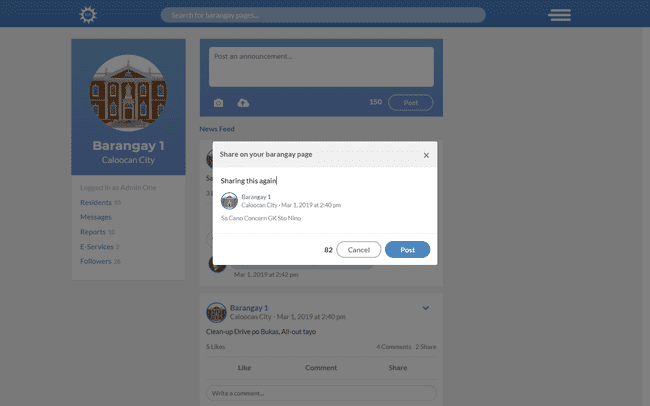 Search for barangay pages...
Post an announcement...
150
Post
Barangay 1
Caloocan City
Logged in as Admin One
Residents 93
Messages
Reports 10
E-Services 2
Followers 38
News Feed
Share on your barangay page
×
Sharing this again
Barangay 1
Caloocan City - Mar 1, 2019 at 2:40 pm
Sa Cano Concern GK Sto Nino
82
Cancel
Post
Mar 1, 2019 at 2:42 pm
Barangay 1
Caloocan City - Mar 1, 2019 at 2:40 pm
Clean-up Drive po Bukas, All-out tayo
5 Likes
4 Comments 2 Share
Like
Comment
Share
Write a comment...